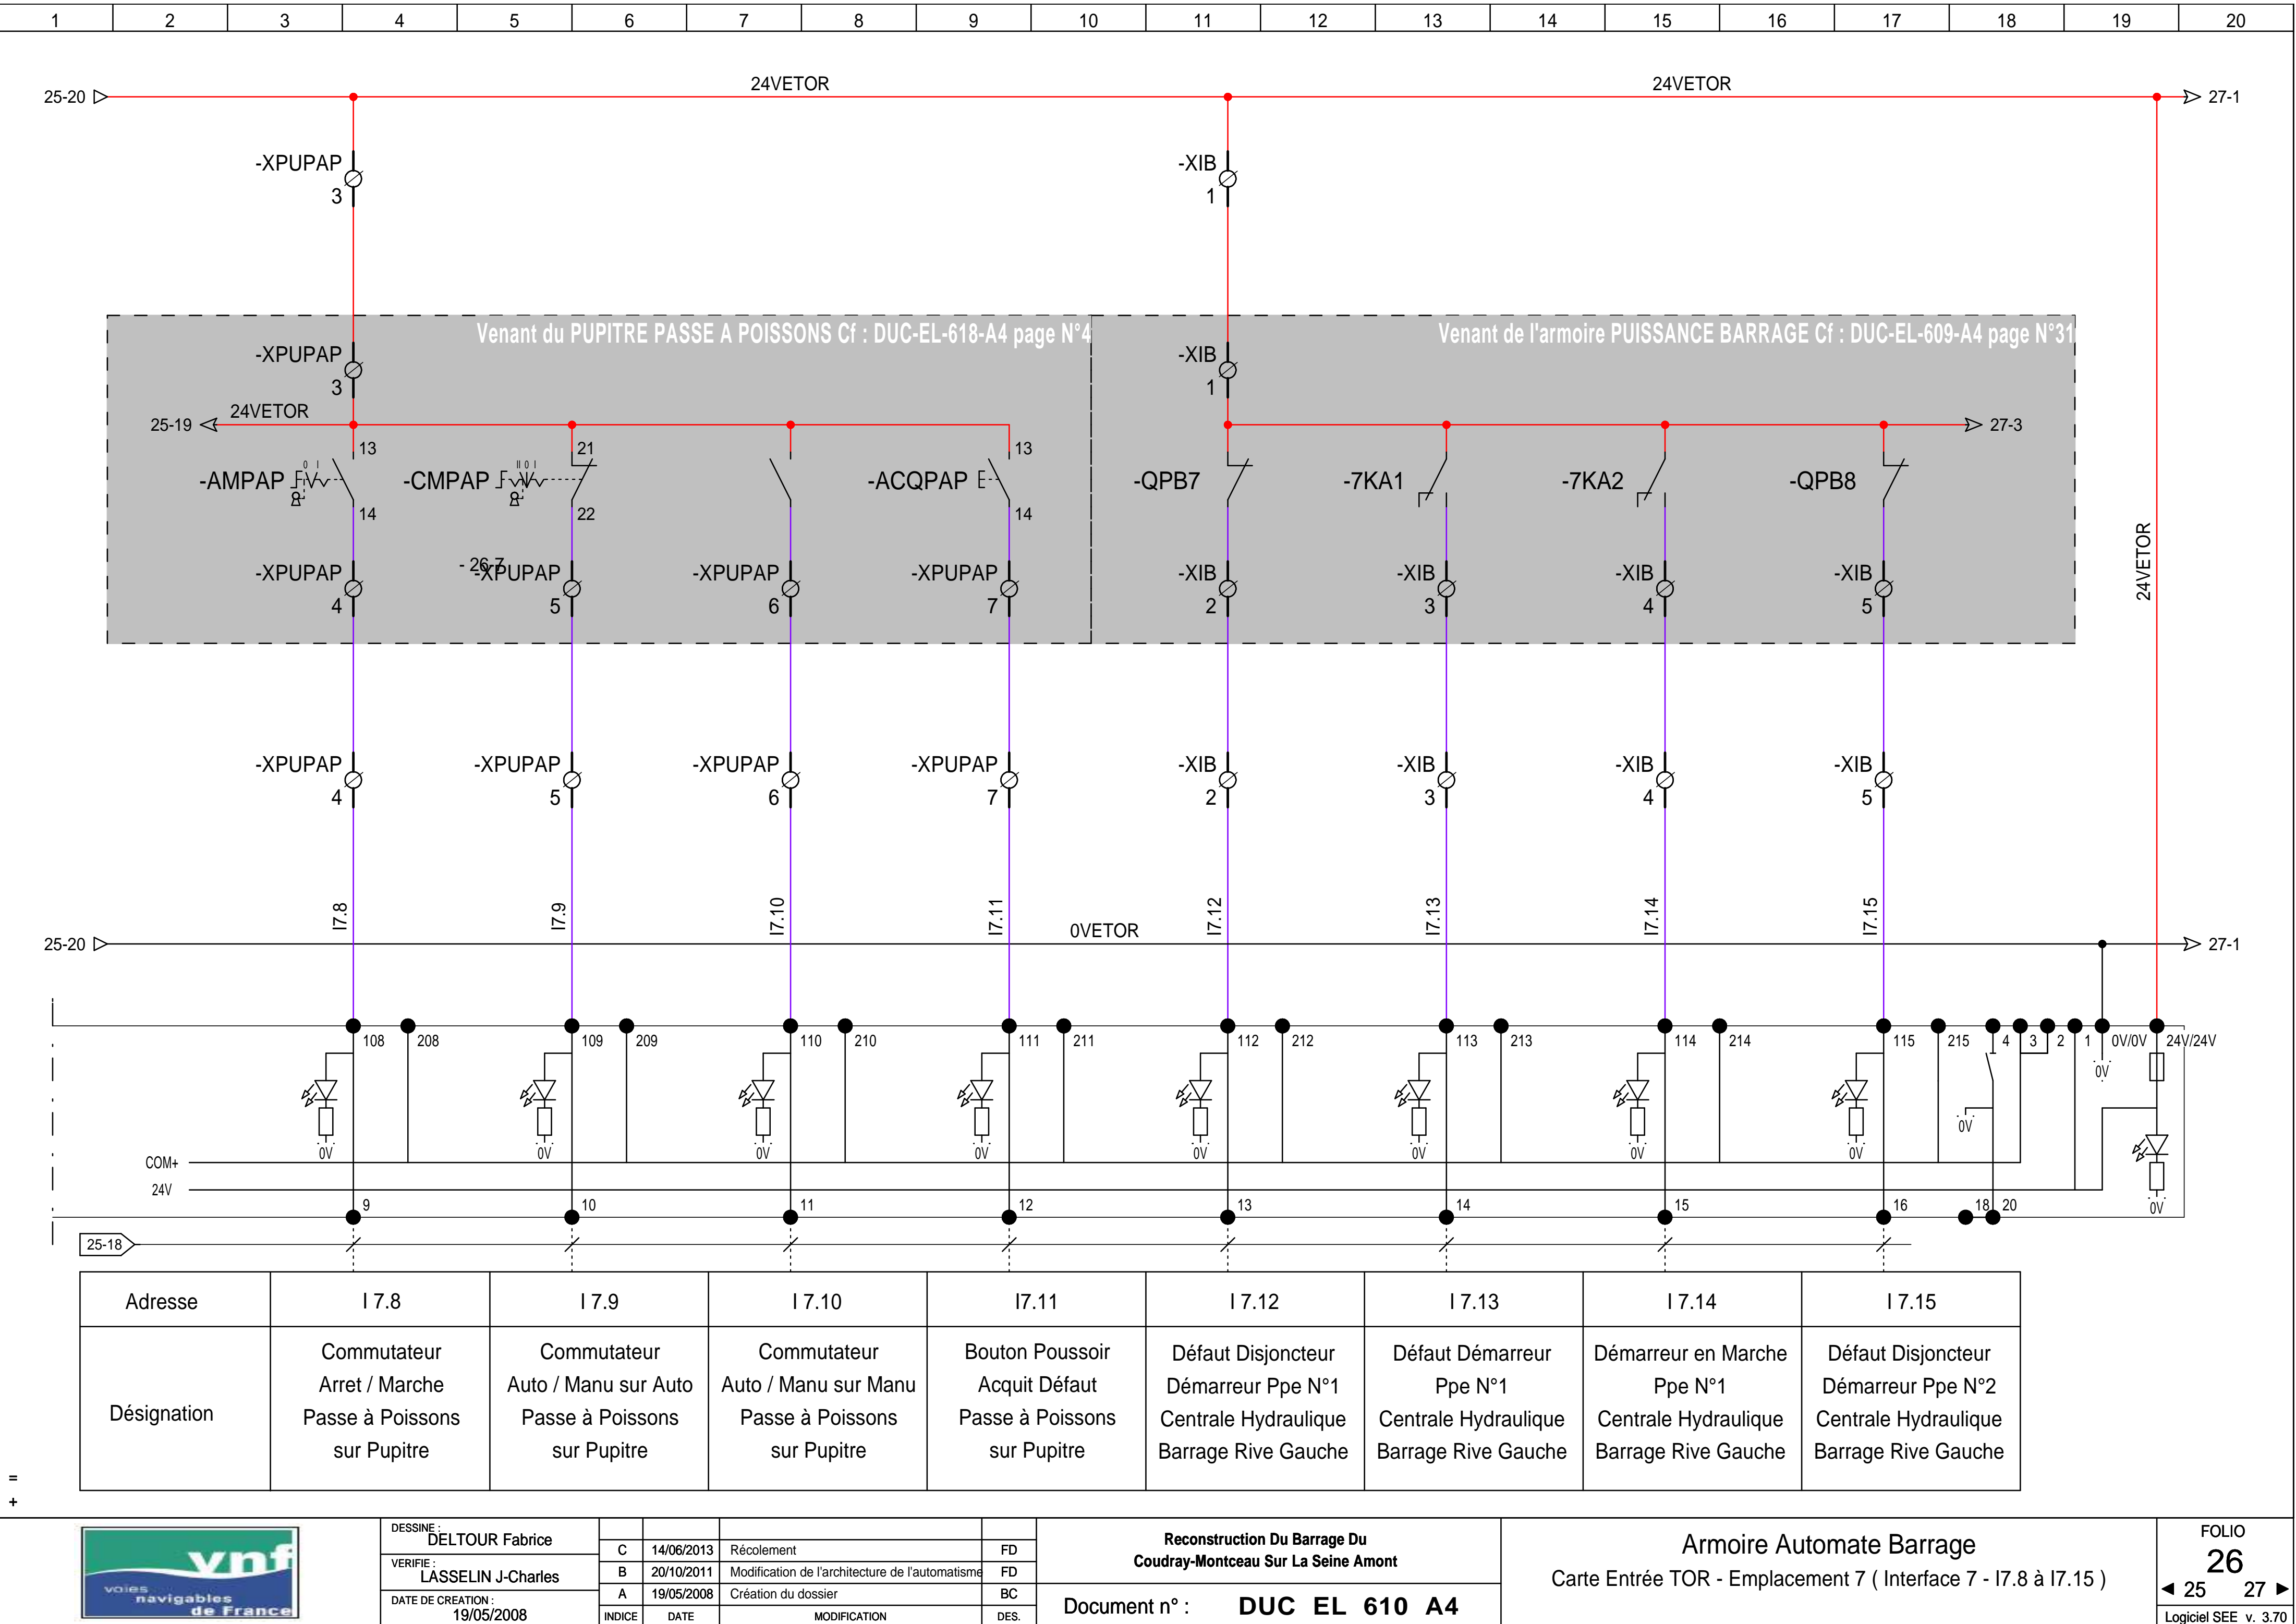 1 2 3 4 5 6 7 8 9 10 11 12 13 14 15 16 17 18 19 20
24VETOR 24VETOR
25-20 27-1
-XPUPAP -XIB
3 1
Venant du PUPITRE PASSE A POISSONS Cf : DUC-EL-618-A4 page N°4
Venant de l'armoire PUISSANCE BARRAGE Cf : DUC-EL-609-A4 page N°31
-XPUPAP -XIB
3 1
24VETOR
25-19 27-3
13 21 13
0 I II 0 I
-AMPAP -CMPAP -ACQPAP -QPB7 -7KA1 -7KA2 -QPB8
14 22 14
24VETOR
- 26-7
-XPUPAP -XPUPAP -XPUPAP -XPUPAP -XIB -XIB -XIB -XIB
4 5 6 7 2 3 4 5
-XPUPAP -XPUPAP -XPUPAP -XPUPAP -XIB -XIB -XIB -XIB
4 5 6 7 2 3 4 5
I7.8 I7.9 I7.10 I7.11 I7.12 I7.13 I7.14 I7.15
0VETOR
25-20 27-1
108 208 109 209 110 210 111 211 112 212 113 213 114 214 115 215 4 3 2 1 0V/0V 24V/24V
0V
0V
0V 0V 0V 0V 0V 0V 0V 0V
COM+
24V
0V
9 10 11 12 13 14 15 16 18 20
25-18
Adresse I 7.8 I 7.9 I 7.10 I7.11 I 7.12 I 7.13 I 7.14 I 7.15
Désignation
Commutateur
Arret / Marche
Passe à Poissons
sur Pupitre
Commutateur
Auto / Manu sur Auto
Passe à Poissons
sur Pupitre
Commutateur
Auto / Manu sur Manu
Passe à Poissons
sur Pupitre
Bouton Poussoir
Acquit Défaut
Passe à Poissons
sur Pupitre
Défaut Disjoncteur
Démarreur Ppe N°1
Centrale Hydraulique
Barrage Rive Gauche
Défaut Démarreur
Ppe N°1
Centrale Hydraulique
Barrage Rive Gauche
Démarreur en Marche
Ppe N°1
Centrale Hydraulique
Barrage Rive Gauche
Défaut Disjoncteur
Démarreur Ppe N°2
Centrale Hydraulique
Barrage Rive Gauche
=
+
vnf
voies
navigables
de France
DESSINE :
DELTOUR Fabrice
VERIFIE :
LASSELIN J-Charles
DATE DE CREATION :
19/05/2008
C 14/06/2013 Récolement FD
B 20/10/2011 Modification de l'architecture de l'automatisme FD
A 19/05/2008 Création du dossier BC
INDICE DATE MODIFICATION DES.
Reconstruction Du Barrage Du
Coudray-Montceau Sur La Seine Amont
Document n° : DUC EL 610 A4
Armoire Automate Barrage
Carte Entrée TOR - Emplacement 7 ( Interface 7 - I7.8 à I7.15 )
FOLIO
26
◄ 25 27 ►
Logiciel SEE v. 3.70